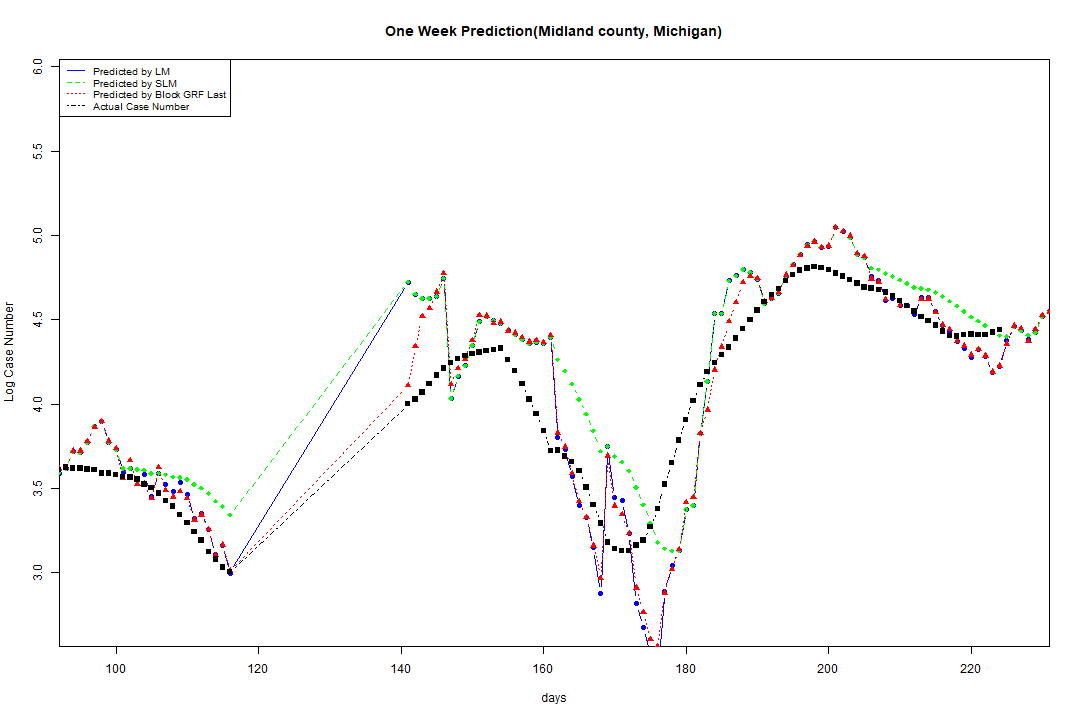 One Week Prediction(Midland county, Michigan)
Predicted by LM
Predicted by SLM
Predicted by Block GRF Last
Actual Case Number
6.0
5.5
5.0
4.5
4.0
3.5
3.0
Log Case Number
100 120 140 160 180 200 220
days